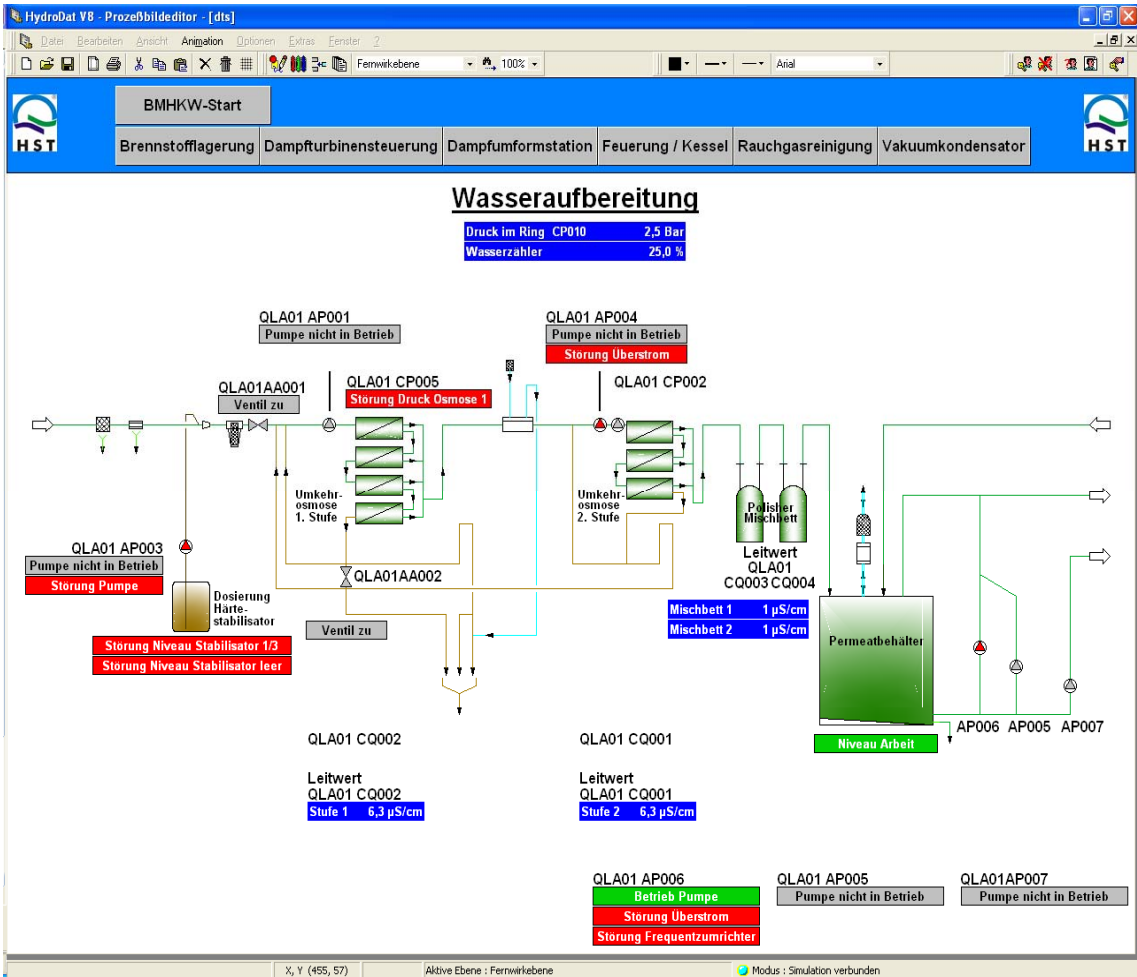 HydroDat V8 - Prozeßbildeditor - [dts]
Datei Bearbeiten Ansicht Animation Optionen Extras Fenster ?
Fernwirkebene 100% Arial
HST
BMHKW-Start
HST
Brennstofflagerung Dampfturbinensteuerung Dampfumformstation Feuerung / Kessel Rauchgasreinigung Vakuumkondensator
Wasseraufbereitung
Druck im Ring CP010 2,5 Bar
Wasserzähler 25,0 %
QLA01 AP001
Pumpe nicht in Betrieb
QLA01 AP004
Pumpe nicht in Betrieb
Störung Überstrom
QLA01AA001
Ventil zu
QLA01 CP005
Störung Druck Osmose 1
QLA01 CP002
Umkehr-
osmose
1. Stufe
Umkehr-
osmose
2. Stufe
Polisher
Mischbett
QLA01 AP003
Pumpe nicht in Betrieb
Störung Pumpe
Dosierung
Härte-
stabilisator
Störung Niveau Stabilisator 1/3
Störung Niveau Stabilisator leer
QLA01AA002
Ventil zu
Leitwert
QLA01
CQ003 CQ004
Mischbett 1 1 µS/cm
Mischbett 2 1 µS/cm
Permeatbehälter
Niveau Arbeit
AP006 AP005 AP007
QLA01 CQ002
QLA01 CQ001
Leitwert
QLA01 CQ002
Stufe 1 6,3 µS/cm
Leitwert
QLA01 CQ001
Stufe 2 6,3 µS/cm
QLA01 AP006
Betrieb Pumpe
Störung Überstrom
Störung Frequentzumrichter
QLA01 AP005
Pumpe nicht in Betrieb
QLA01AP007
Pumpe nicht in Betrieb
X, Y (455, 57) Aktive Ebene : Fernwirkebene Modus : Simulation verbunden